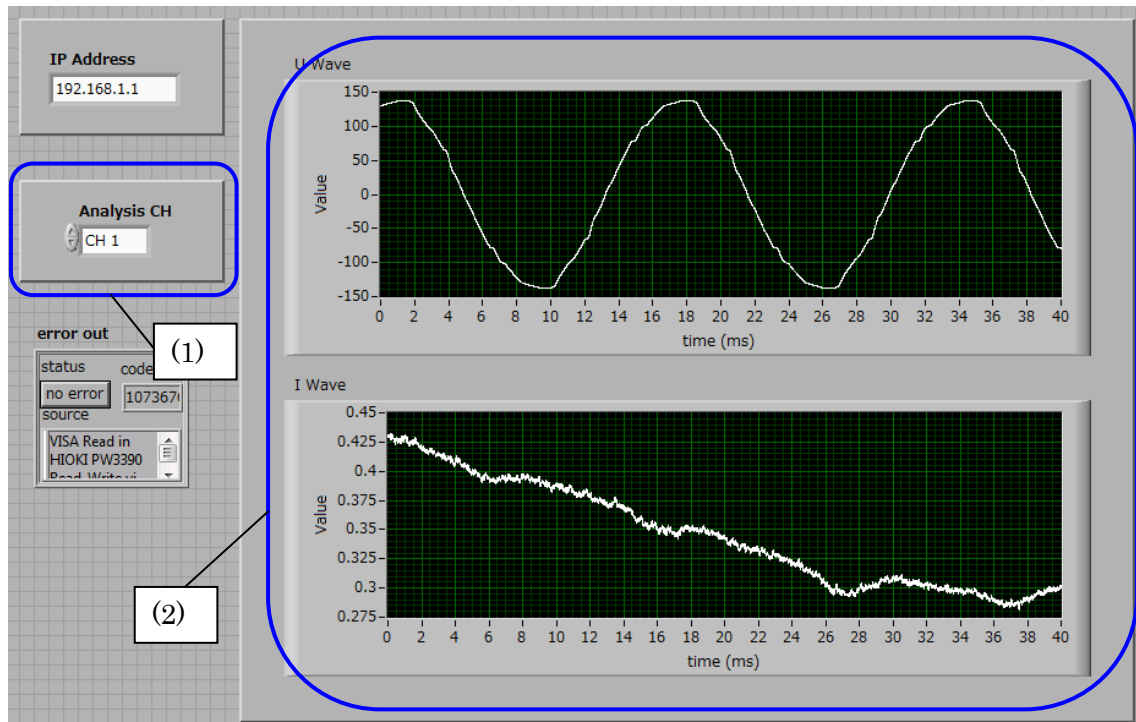 IP Address
192.168.1.1
Analysis CH
CH 1
(1)
error out
status
code
no error
107367
source
VISA Read in
HIOKI PW3390
Read_Write.vi
(2)
U Wave
Value
150
100
50
0
-50
-100
-150
0 2 4 6 8 10 12 14 16 18 20 22 24 26 28 30 32 34 36 38 40
time (ms)
I Wave
Value
0.45
0.425
0.4
0.375
0.35
0.325
0.3
0.275
0 2 4 6 8 10 12 14 16 18 20 22 24 26 28 30 32 34 36 38 40
time (ms)